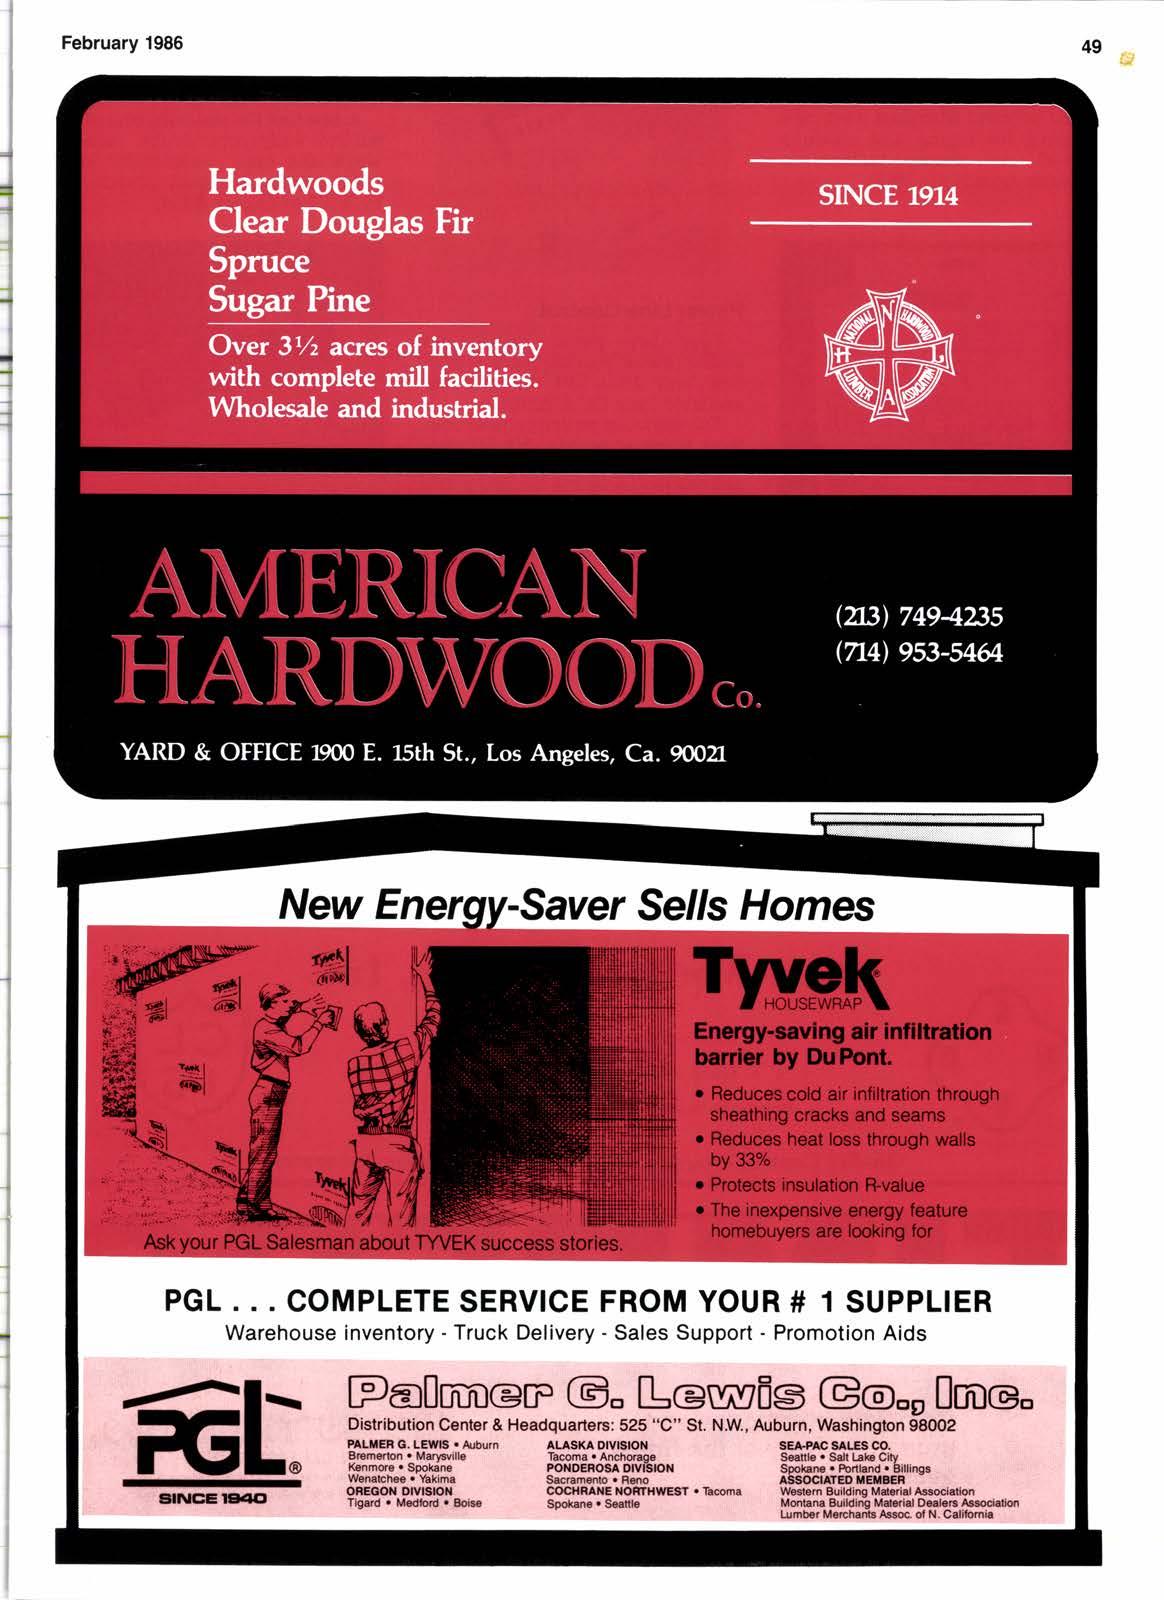 February 1986
49
Hardwoods
Clear Douglas Fir
Spruce
Sugar Pine
Over 3½ acres of inventory
with complete mill facilities.
Wholesale and industrial.
SINCE 1914
NATIONAL HARDWOOD
LUMBER ASSOCIATION
N
H L
A
AMERICAN
HARDWOOD Co.
(213) 749-4235
(714) 953-5464
YARD & OFFICE 1900 E. 15th St., Los Angeles, Ca. 90021
New Energy-Saver Sells Homes
Tyvek
Tyvek
Tyvek
Tyvek®
HOUSEWRAP
Energy-saving air infiltration
barrier by Du Pont.
• Reduces cold air infiltration through
sheathing cracks and seams
• Reduces heat loss through walls
by 33%
• Protects insulation R-value
• The inexpensive energy feature
homebuyers are looking for
Ask your PGL Salesman about TYVEK success stories.
PGL . . . COMPLETE SERVICE FROM YOUR # 1 SUPPLIER
Warehouse inventory - Truck Delivery - Sales Support - Promotion Aids
PGL®
SINCE 1940
Palmer G. Lewis Co., Inc.
Distribution Center & Headquarters: 525 "C" St. N.W., Auburn, Washington 98002
PALMER G. LEWIS • Auburn
Bremerton • Marysville
Kenmore • Spokane
Wenatchee • Yakima
OREGON DIVISION
Tigard • Medford • Boise
ALASKA DIVISION
Tacoma • Anchorage
PONDEROSA DIVISION
Sacramento • Reno
COCHRANE NORTHWEST • Tacoma
Spokane • Seattle
SEA-PAC SALES CO.
Seattle • Salt Lake City
Spokane • Portland • Billings
ASSOCIATED MEMBER
Western Building Material Association
Montana Building Material Dealers Association
Lumber Merchants Assoc. of N. California